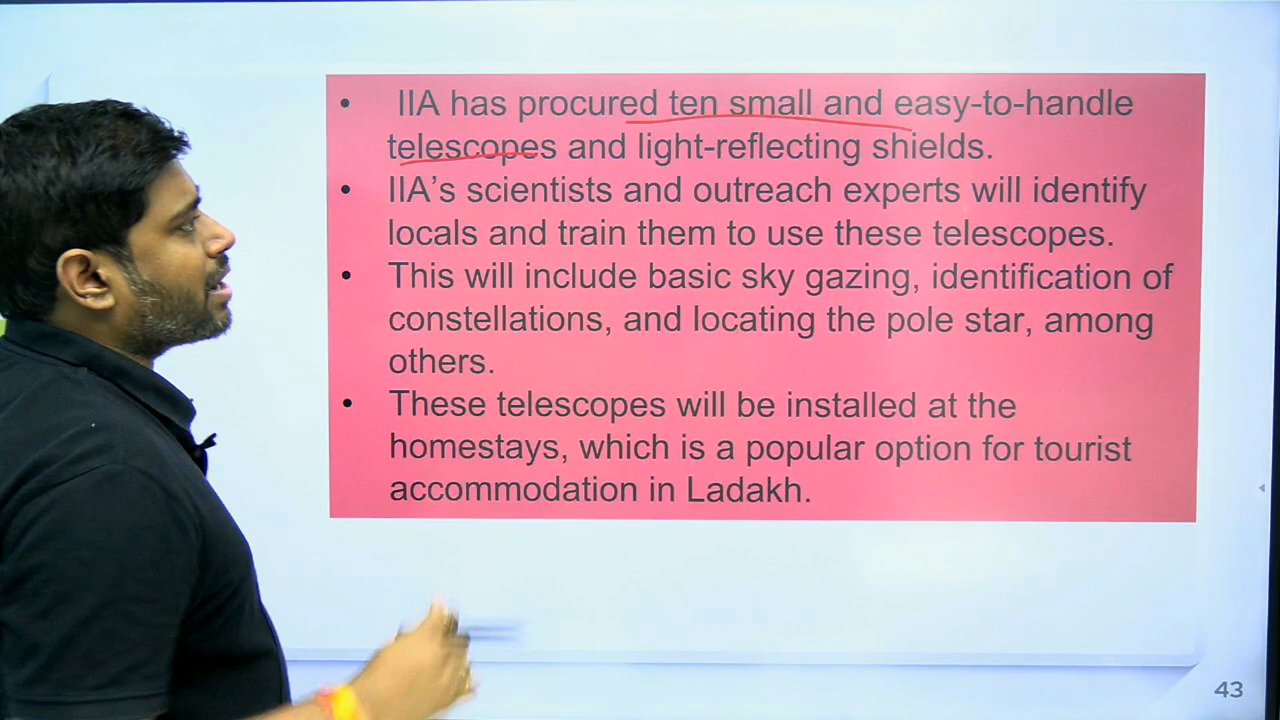 • IIA has procured ten small and easy-to-handle
telescopes and light-reflecting shields.
• IIA’s scientists and outreach experts will identify
locals and train them to use these telescopes.
• This will include basic sky gazing, identification of
constellations, and locating the pole star, among
others.
• These telescopes will be installed at the
homestays, which is a popular option for tourist
accommodation in Ladakh.
43